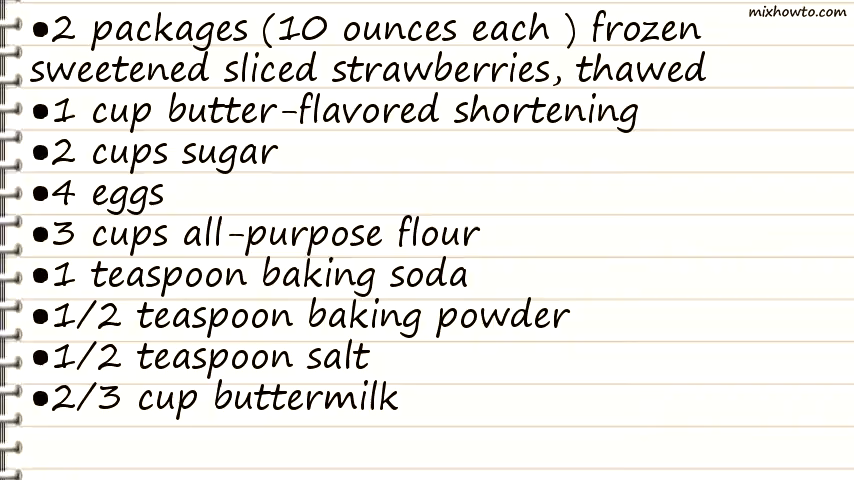 mixhowto.com
•2 packages (10 ounces each ) frozen
sweetened sliced strawberries, thawed
•1 cup butter-flavored shortening
•2 cups sugar
•4 eggs
•3 cups all-purpose flour
•1 teaspoon baking soda
•1/2 teaspoon baking powder
•1/2 teaspoon salt
•2/3 cup buttermilk